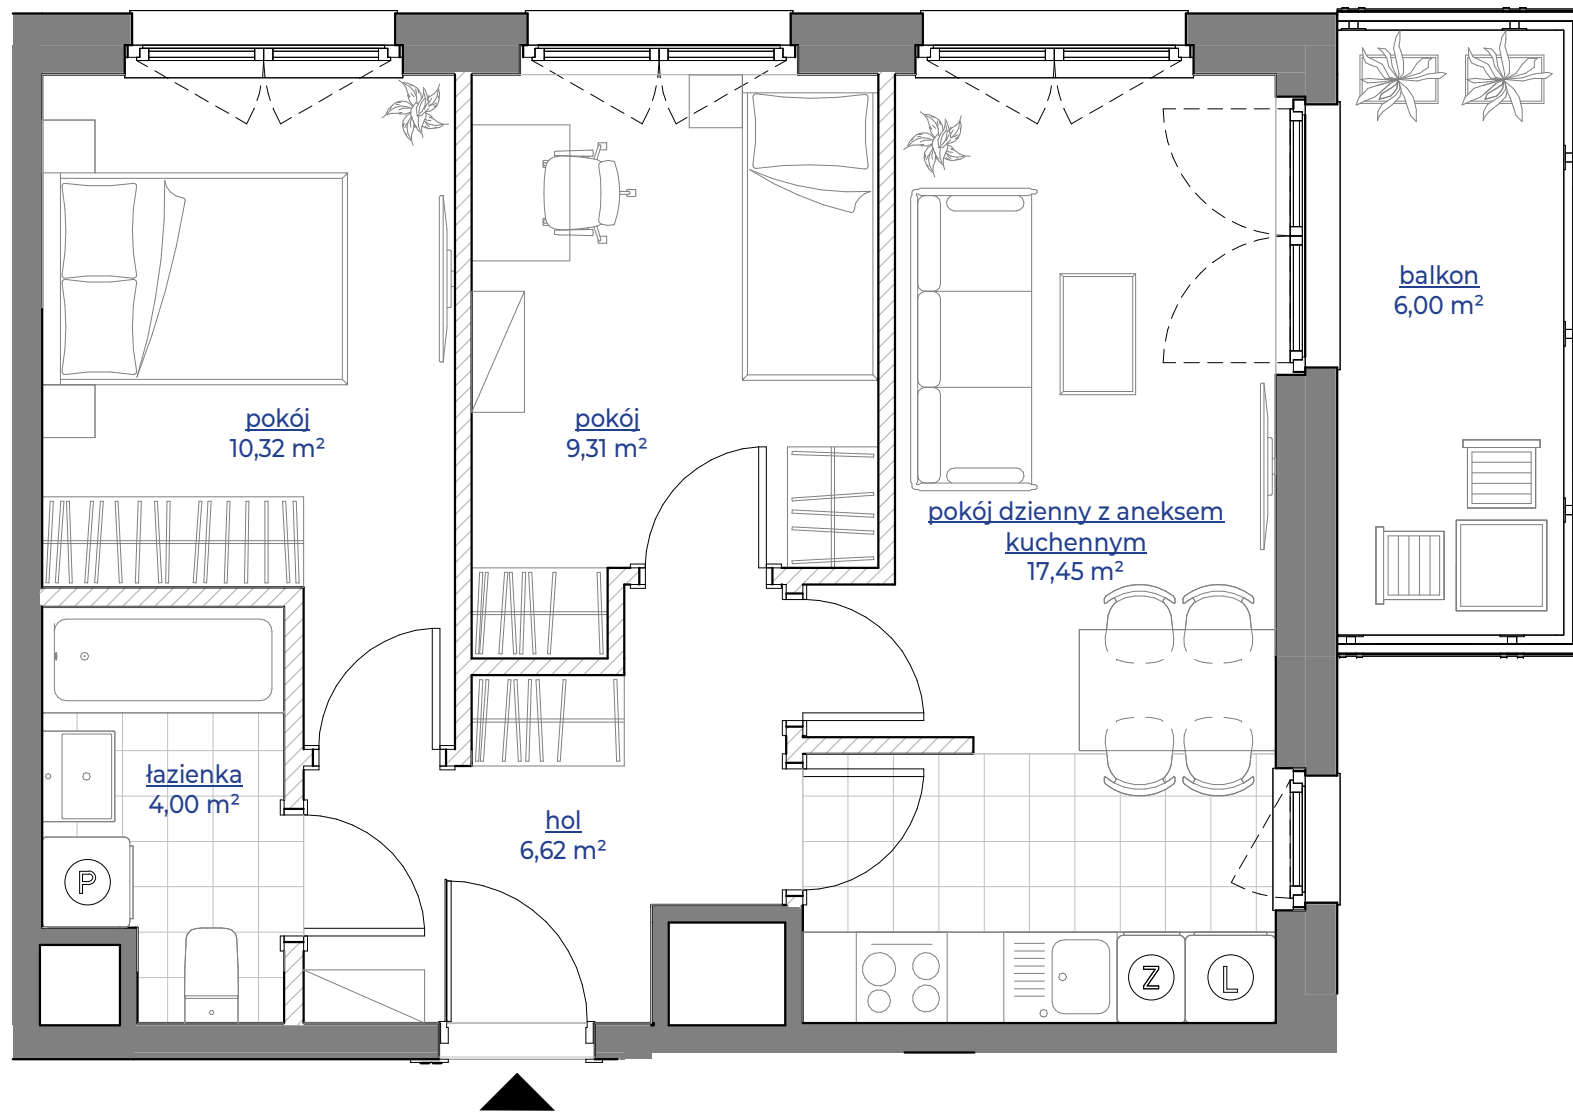 balkon
6,00 m²
pokój
10,32 m²
pokój
9,31 m²
pokój dzienny z aneksem
kuchennym
17,45 m²
łazienka
4,00 m²
hol
6,62 m²
P
Z
L